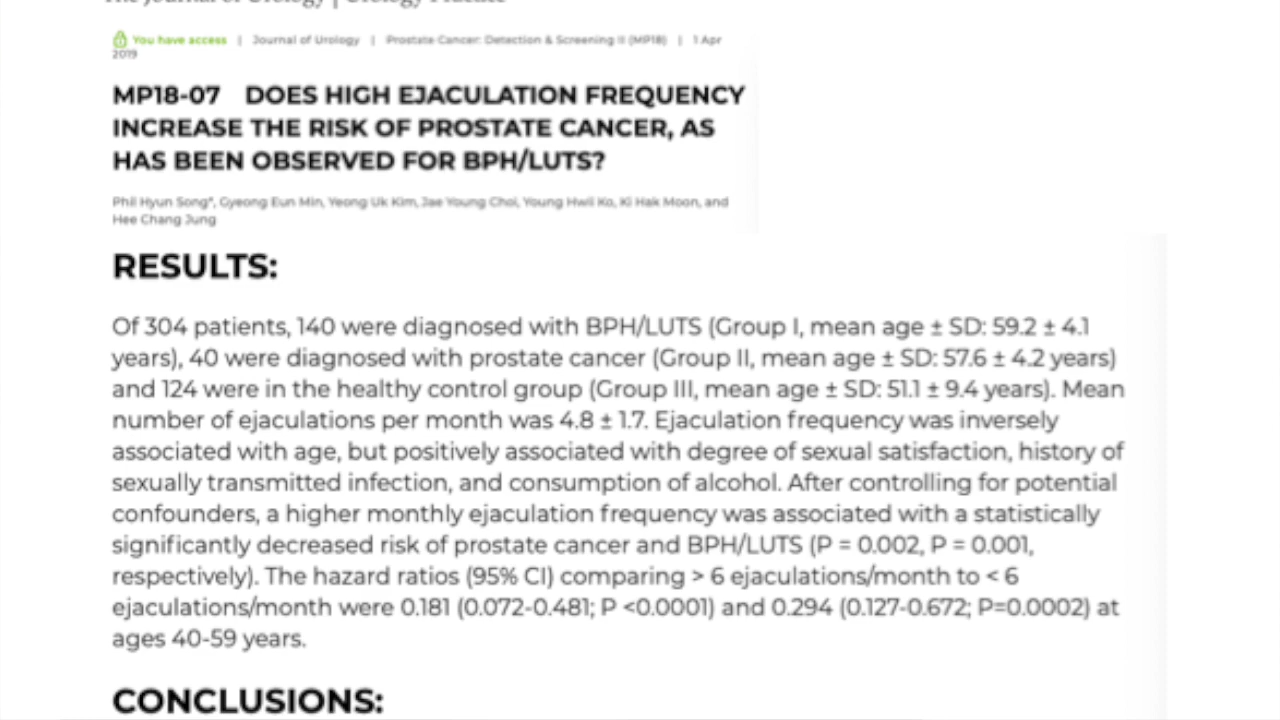 The Journal of Urology | Urology Practice
You have access | Journal of Urology | Prostate Cancer: Detection & Screening II (MP18) | 1 Apr
2019
MP18-07 DOES HIGH EJACULATION FREQUENCY
INCREASE THE RISK OF PROSTATE CANCER, AS
HAS BEEN OBSERVED FOR BPH/LUTS?
Phil Hyun Song*, Gyeong Eun Min, Yeong Uk Kim, Jae Young Choi, Young Hwii Ko, Ki Hak Moon, and
Hee Chang Jung
RESULTS:
Of 304 patients, 140 were diagnosed with BPH/LUTS (Group I, mean age ± SD: 59.2 ± 4.1
years), 40 were diagnosed with prostate cancer (Group II, mean age ± SD: 57.6 ± 4.2 years)
and 124 were in the healthy control group (Group III, mean age ± SD: 51.1 ± 9.4 years). Mean
number of ejaculations per month was 4.8 ± 1.7. Ejaculation frequency was inversely
associated with age, but positively associated with degree of sexual satisfaction, history of
sexually transmitted infection, and consumption of alcohol. After controlling for potential
confounders, a higher monthly ejaculation frequency was associated with a statistically
significantly decreased risk of prostate cancer and BPH/LUTS (P = 0.002, P = 0.001,
respectively). The hazard ratios (95% CI) comparing > 6 ejaculations/month to < 6
ejaculations/month were 0.181 (0.072-0.481; P <0.0001) and 0.294 (0.127-0.672; P=0.0002) at
ages 40-59 years.
CONCLUSIONS: